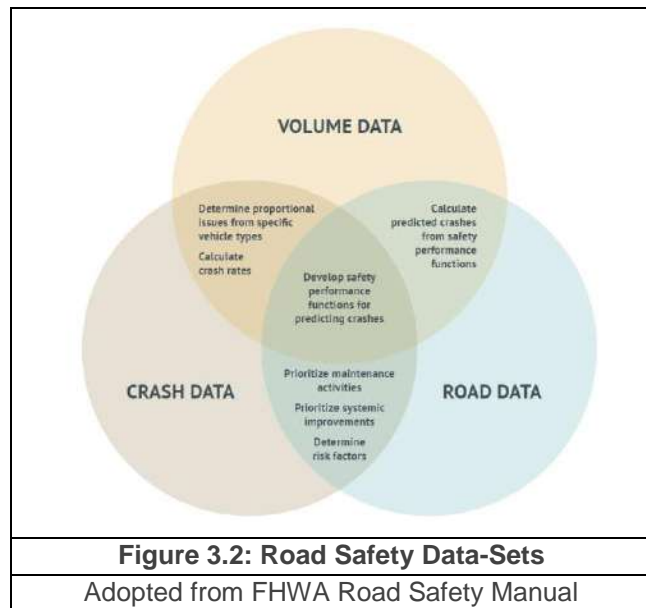 VOLUME DATA
Determine proportional
issues from specific
vehicle types
Calculate
crash rates
Calculate
predicted crashes
from safety
performance
functions
Develop safety
performance
functions for
predicting crashes
CRASH DATA
Prioritize maintenance
activities
Prioritize systemic
improvements
Determine
risk factors
ROAD DATA
Figure 3.2: Road Safety Data-Sets
Adopted from FHWA Road Safety Manual